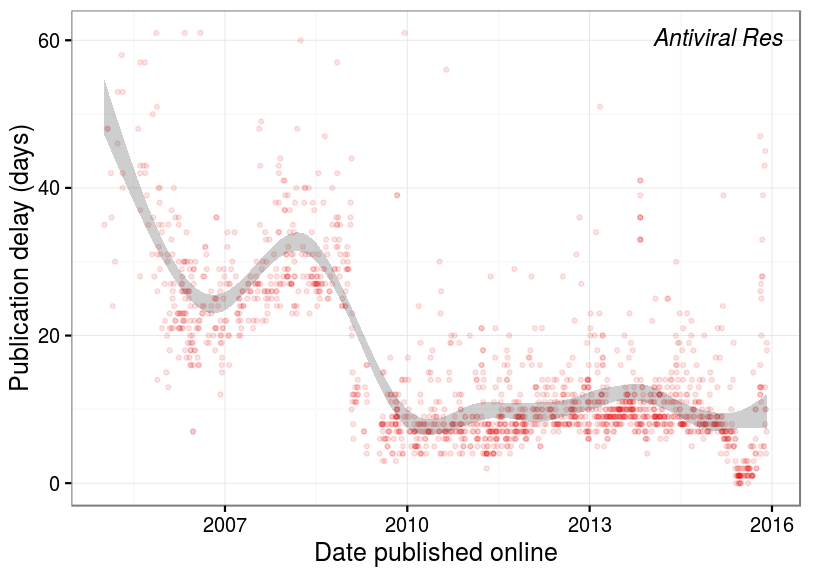 Antiviral Res
60
40
20
0
Publication delay (days)
2007
2010
2013
2016
Date published online